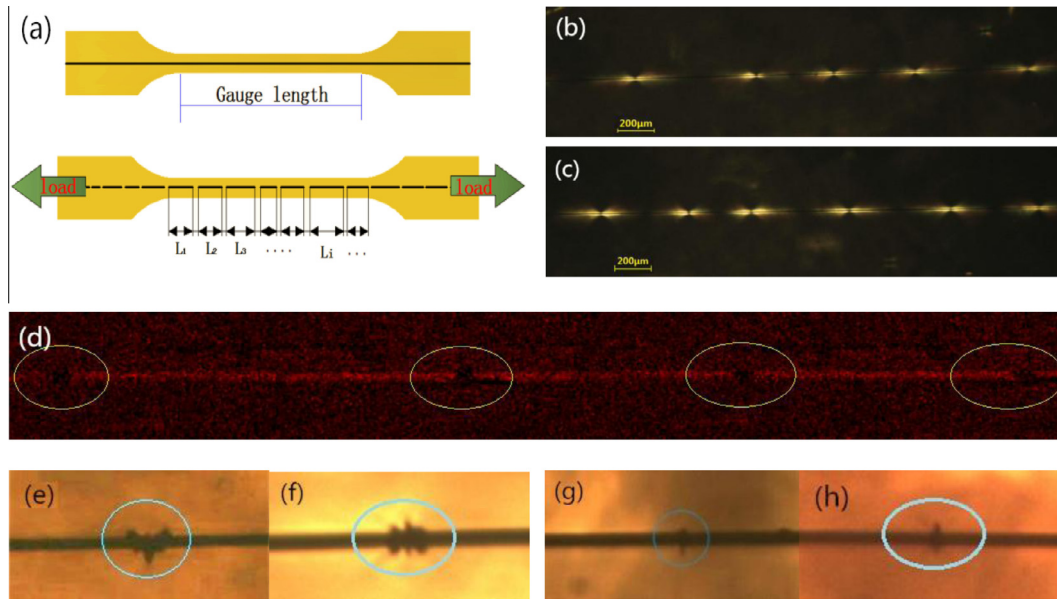 (a)
Gauge length
load
load
L₁ L₂ L₃ ···· Lᵢ ···
(b)
200μm
(c)
200μm
(d)
(e)
(f)
(g)
(h)